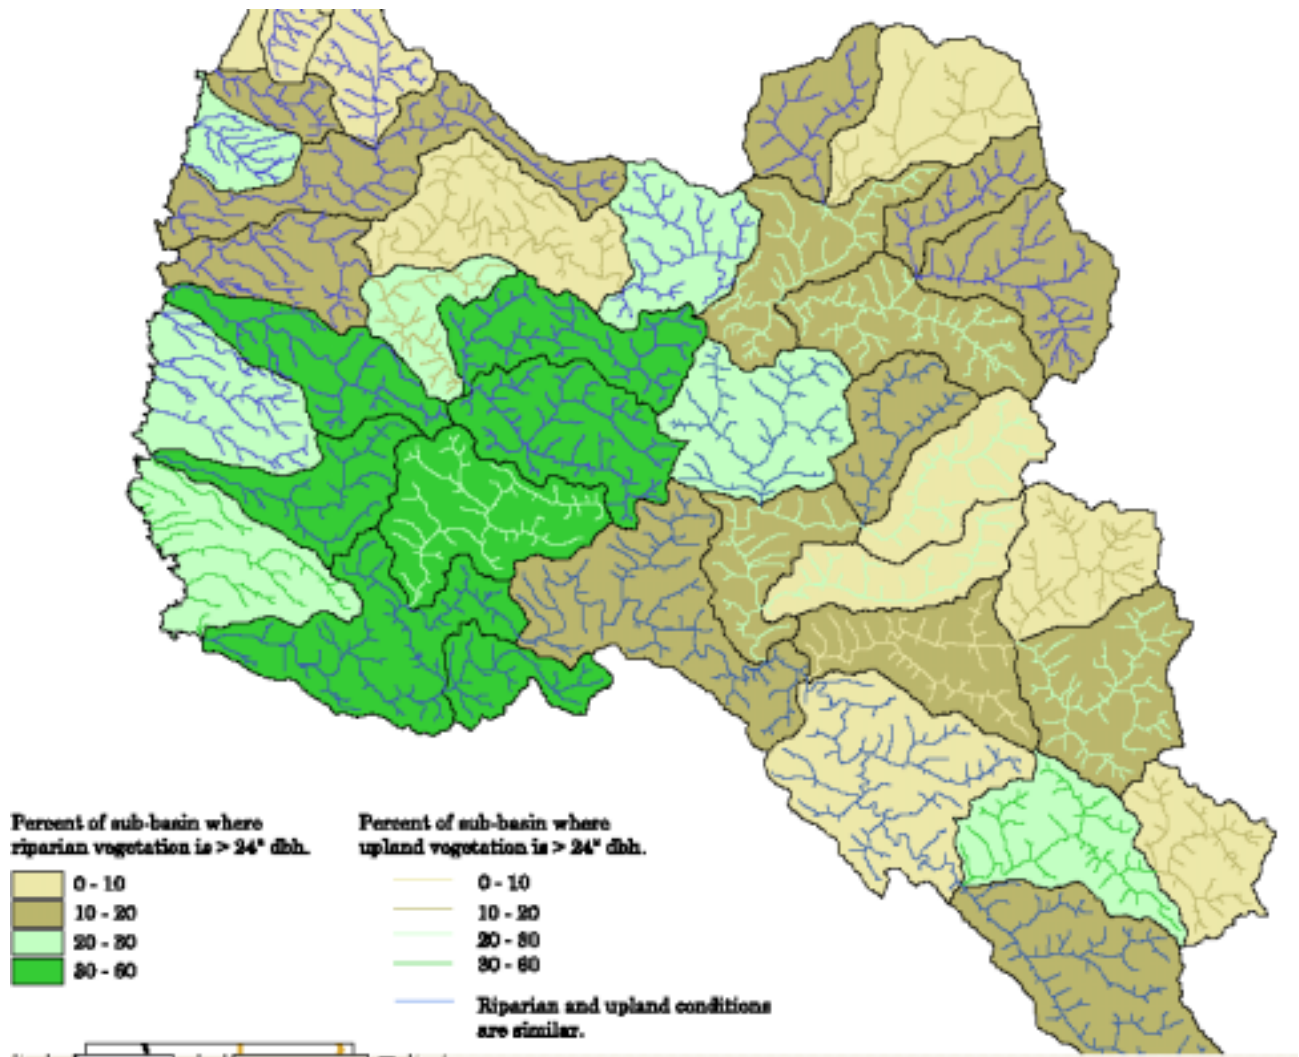 Percent of sub-basin where
riparian vegetation is > 24" dbh.
0 - 10
10 - 20
20 - 30
30 - 60
Percent of sub-basin where
upland vegetation is > 24" dbh.
0 - 10
10 - 20
20 - 30
30 - 60
Riparian and upland conditions
are similar.